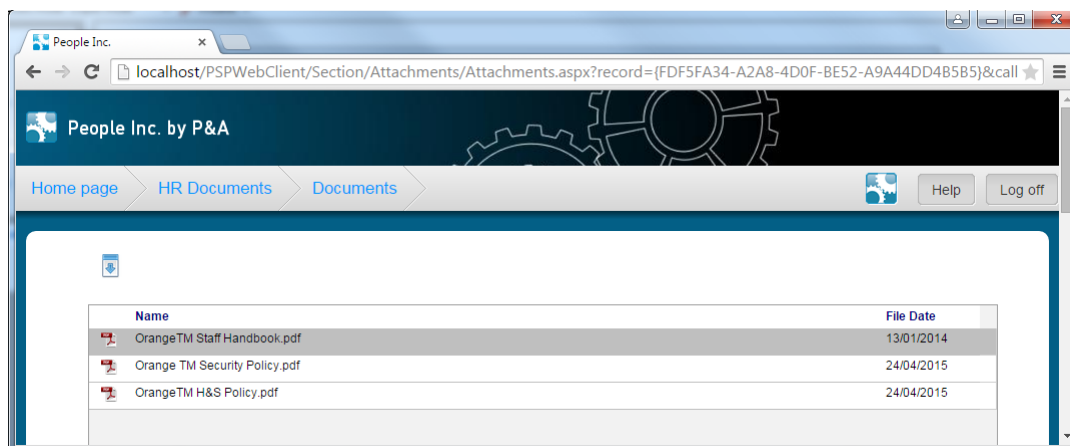 People Inc.
localhost/PSPWebClient/Section/Attachments/Attachments.aspx?record={FDF5FA34-A2A8-4D0F-BE52-A9A44DD4B5B5}&call
People Inc. by P&A
Home page HR Documents Documents Help Log off
Name File Date
OrangeTM Staff Handbook.pdf 13/01/2014
Orange TM Security Policy.pdf 24/04/2015
OrangeTM H&S Policy.pdf 24/04/2015